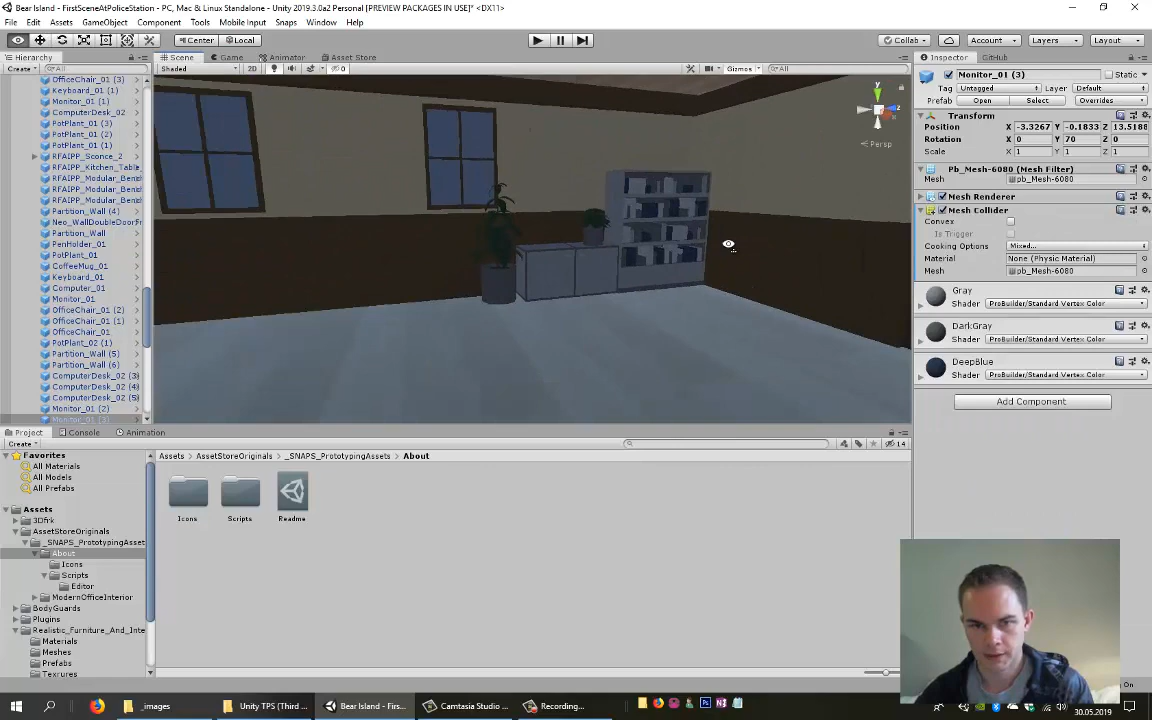 Bear Island - FirstSceneAtPoliceStation - PC, Mac & Linux Standalone - Unity 2019.3.0a2 Personal [PREVIEW PACKAGES IN USE]* <DX11>
File Edit Assets GameObject Component Tools Mobile Input Snaps Window Help
Center Local Collab Account Layers Layout
Hierarchy
Create All
OfficeChair_01 (3)
Keyboard_01 (1)
Monitor_01 (1)
ComputerDesk_02
PotPlant_01 (3)
PotPlant_01 (2)
PotPlant_01 (1)
RFAIPP_Sconce_2
RFAIPP_Kitchen_Table
RFAIPP_Modular_Ben
RFAIPP_Modular_Ben
RFAIPP_Modular_Ben
Partition_Wall (4)
Neo_WallDoubleDoor
Partition_Wall
PenHolder_01
PotPlant_01
CoffeeMug_01
Keyboard_01
Computer_01
Monitor_01
OfficeChair_01 (2)
OfficeChair_01 (1)
OfficeChair_01
PotPlant_02 (1)
Partition_Wall (5)
Partition_Wall (6)
ComputerDesk_02 (3)
ComputerDesk_02 (4)
ComputerDesk_02 (5)
Monitor_01 (2)
Monitor_01 (3)
Scene Game Animator Asset Store
Shaded 2D 0 Gizmos All
y
z
Persp
Inspector GitHub
Monitor_01 (3) Static
Tag Untagged Layer Default
Prefab Open Select Overrides
Transform
Position X -3.3267 Y -0.1833 Z 13.5188
Rotation X 0 Y 70 Z 0
Scale X 1 Y 1 Z 1
Pb_Mesh-6080 (Mesh Filter)
Mesh pb_Mesh-6080
Mesh Renderer
Mesh Collider
Convex
Is Trigger
Cooking Options Mixed...
Material None (Physic Material)
Mesh pb_Mesh-6080
Gray
Shader ProBuilder/Standard Vertex Color
DarkGray
Shader ProBuilder/Standard Vertex Color
DeepBlue
Shader ProBuilder/Standard Vertex Color
Add Component
Project Console Animation
Create 14
Favorites
All Materials
All Models
All Prefabs
Assets
3Dfrk
AssetStoreOriginals
_SNAPS_PrototypingAsset
About
Icons
Scripts
Editor
ModernOfficeInterior
BodyGuards
Plugins
Realistic_Furniture_And_Inte
Materials
Meshes
Prefabs
Textures
Assets AssetStoreOriginals _SNAPS_PrototypingAssets About
Icons Scripts Readme
_images Unity TPS (Third ... Bear Island - Firs... Camtasia Studio ... Recording...
30.05.2019